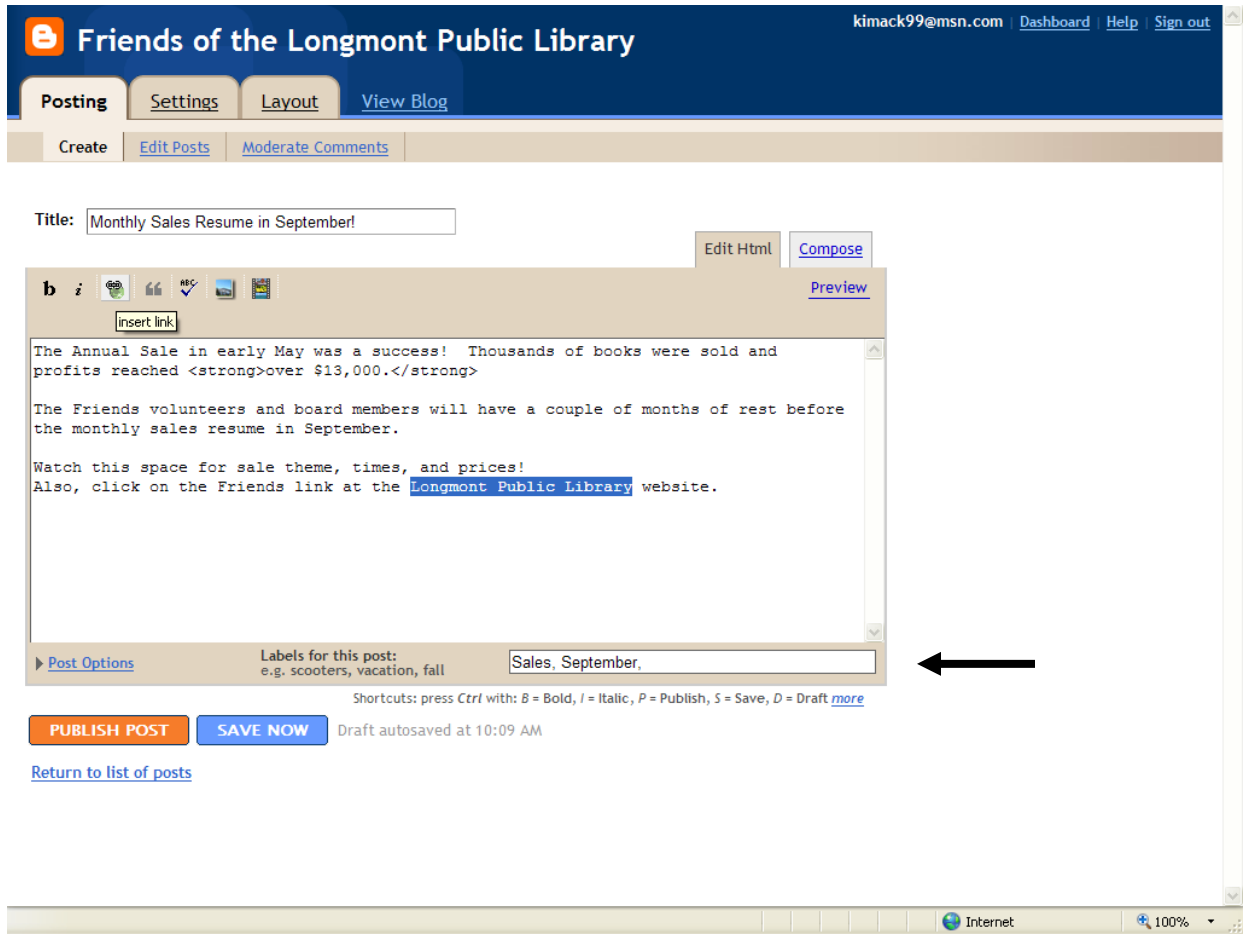 kimack99@msn.com | Dashboard | Help | Sign out
Friends of the Longmont Public Library
Posting Settings Layout View Blog
Create Edit Posts Moderate Comments
Title: Monthly Sales Resume in September!
Edit Html Compose
b i ABC Preview
insert link
The Annual Sale in early May was a success!  Thousands of books were sold and
profits reached <strong>over $13,000.</strong>
The Friends volunteers and board members will have a couple of months of rest before
the monthly sales resume in September.
Watch this space for sale theme, times, and prices!
Also, click on the Friends link at the Longmont Public Library website.
Post Options
Labels for this post:
e.g. scooters, vacation, fall
Sales, September,
Shortcuts: press Ctrl with: B = Bold, I = Italic, P = Publish, S = Save, D = Draft more
PUBLISH POST SAVE NOW Draft autosaved at 10:09 AM
Return to list of posts
Internet 100%